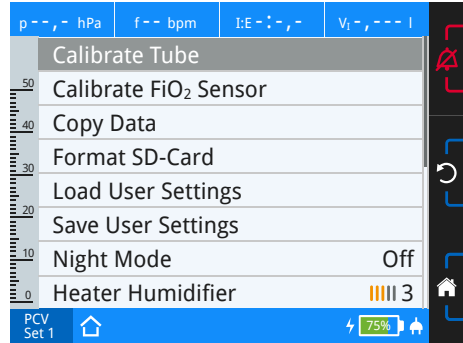 p --,- hPa f -- bpm I:E -:-,- VI -,--- l
Calibrate Tube
50 Calibrate FiO₂ Sensor
40 Copy Data
Format SD-Card
30
Load User Settings
20 Save User Settings
10 Night Mode Off
0 Heater Humidifier 3
PCV
Set 1 75%